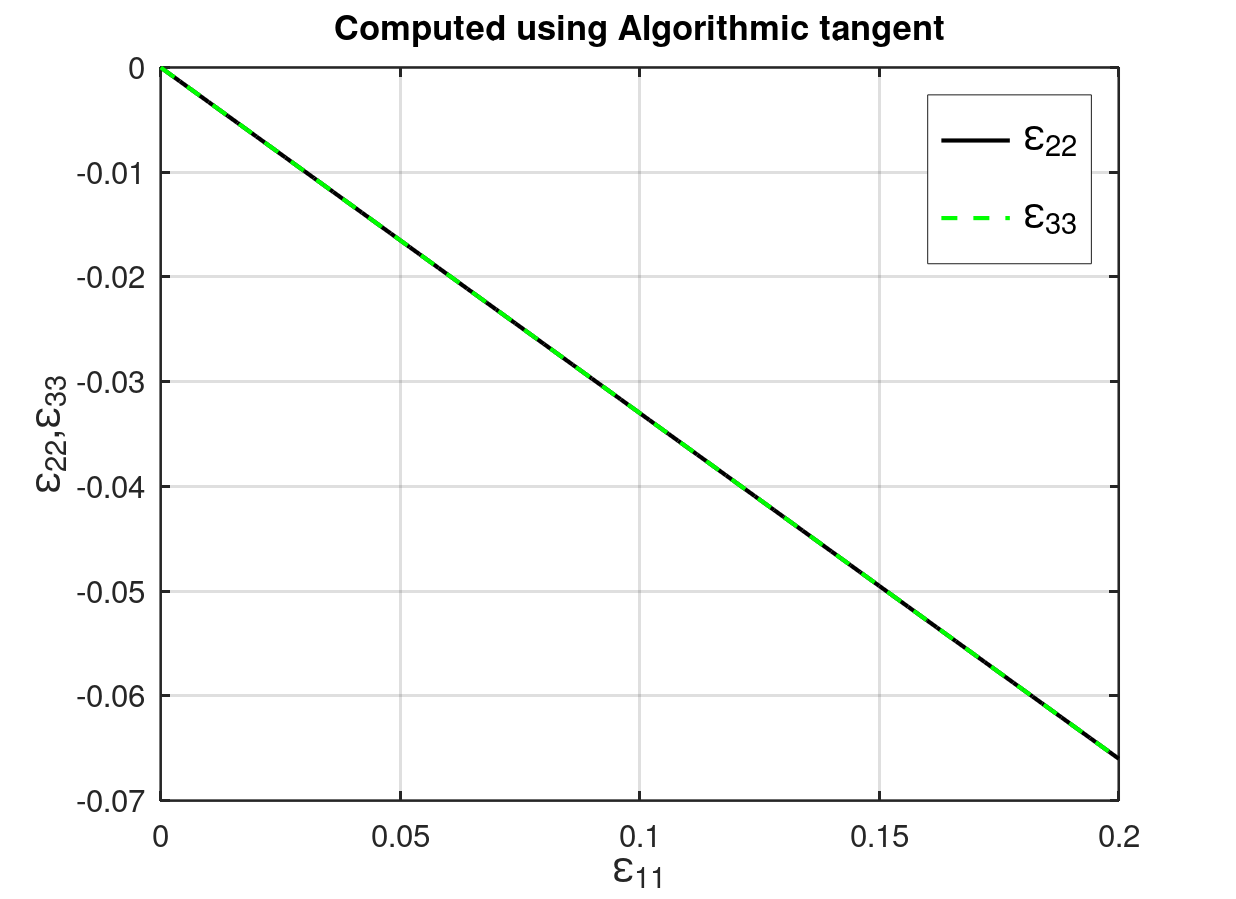 Computed using Algorithmic tangent
0
-0.01
-0.02
-0.03
-0.04
-0.05
-0.06
-0.07
ε22,ε33
ε22
ε33
0 0.05 0.1 0.15 0.2
ε11